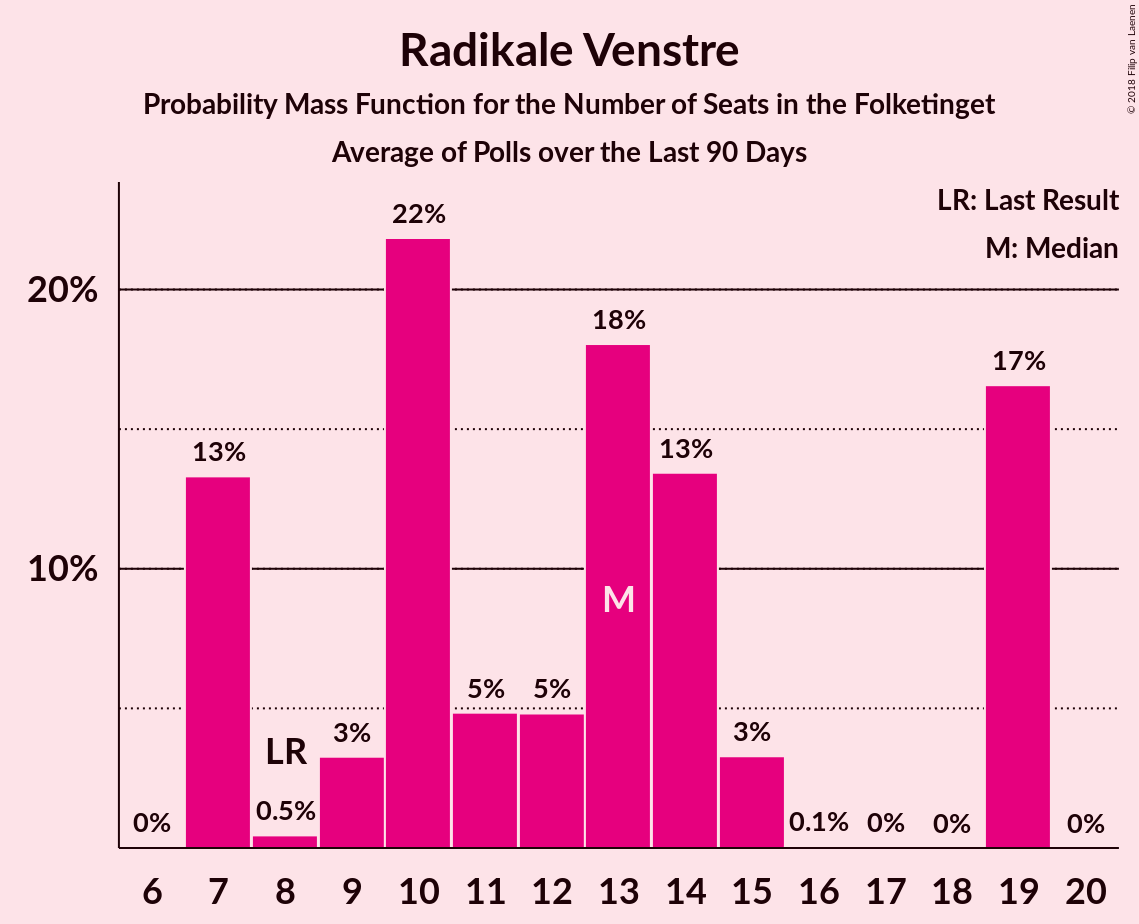 Radikale Venstre
Probability Mass Function for the Number of Seats in the Folketinget
Average of Polls over the Last 90 Days
© 2018 Filip van Laenen
LR: Last Result
M: Median
22%
20%
18%
17%
13%
13%
10%
M
5%
5%
3%
3%
LR
0.5%
0%
0.1%
0%
0%
0%
6 7 8 9 10 11 12 13 14 15 16 17 18 19 20